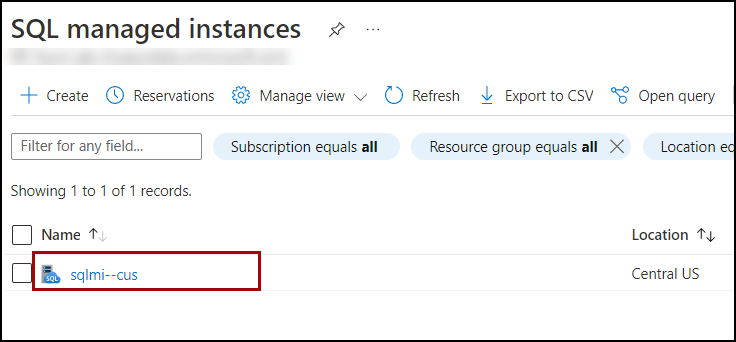 SQL managed instances ...
Create Reservations Manage view Refresh Export to CSV Open query
Filter for any field... Subscription equals all Resource group equals all Location eq
Showing 1 to 1 of 1 records.
Name Location
SQL sqlmi--cus Central US